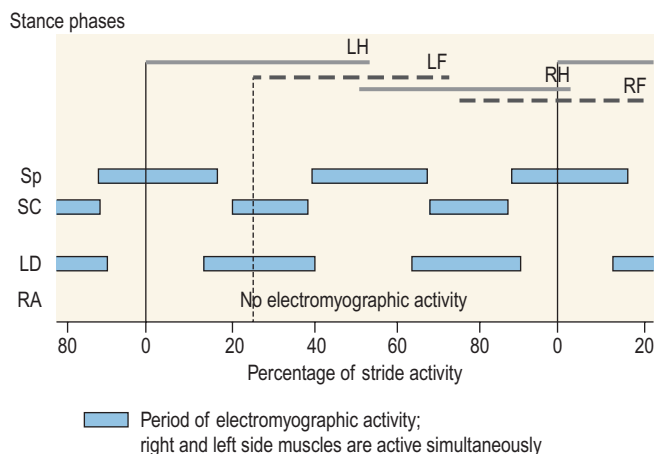 Stance phases
LH
LF
RH
RF
Sp
SC
LD
RA No electromyographic activity
80 0 20 40 60 80 0 20
Percentage of stride activity
Period of electromyographic activity;
right and left side muscles are active simultaneously